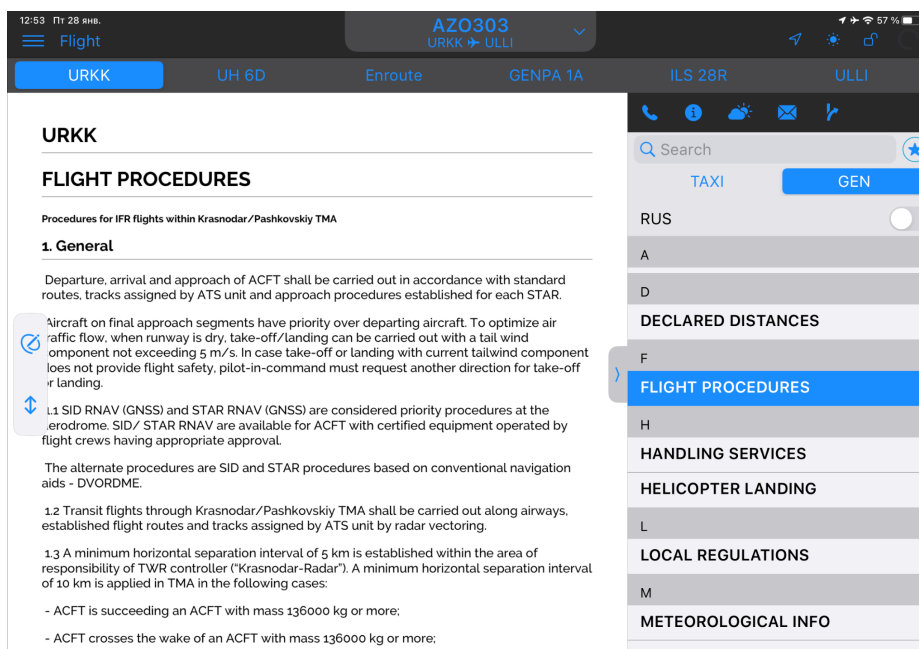 12:53 Пт 28 янв.
57 %
Flight
AZO303
URKK ✈ ULLI
URKK
UH 6D
Enroute
GENPA 1A
ILS 28R
ULLI
URKK
FLIGHT PROCEDURES
Procedures for IFR flights within Krasnodar/Pashkovskiy TMA
1. General
Departure, arrival and approach of ACFT shall be carried out in accordance with standard
routes, tracks assigned by ATS unit and approach procedures established for each STAR.
Aircraft on final approach segments have priority over departing aircraft. To optimize air
traffic flow, when runway is dry, take-off/landing can be carried out with a tail wind
component not exceeding 5 m/s. In case take-off or landing with current tailwind component
does not provide flight safety, pilot-in-command must request another direction for take-off
or landing.
1.1 SID RNAV (GNSS) and STAR RNAV (GNSS) are considered priority procedures at the
aerodrome. SID/ STAR RNAV are available for ACFT with certified equipment operated by
flight crews having appropriate approval.
The alternate procedures are SID and STAR procedures based on conventional navigation
aids - DVORDME.
1.2 Transit flights through Krasnodar/Pashkovskiy TMA shall be carried out along airways,
established flight routes and tracks assigned by ATS unit by radar vectoring.
1.3 A minimum horizontal separation interval of 5 km is established within the area of
responsibility of TWR controller (“Krasnodar-Radar”). A minimum horizontal separation interval
of 10 km is applied in TMA in the following cases:
- ACFT is succeeding an ACFT with mass 136000 kg or more;
- ACFT crosses the wake of an ACFT with mass 136000 kg or more;
Search
TAXI
GEN
RUS
A
D
DECLARED DISTANCES
F
FLIGHT PROCEDURES
H
HANDLING SERVICES
HELICOPTER LANDING
L
LOCAL REGULATIONS
M
METEOROLOGICAL INFO